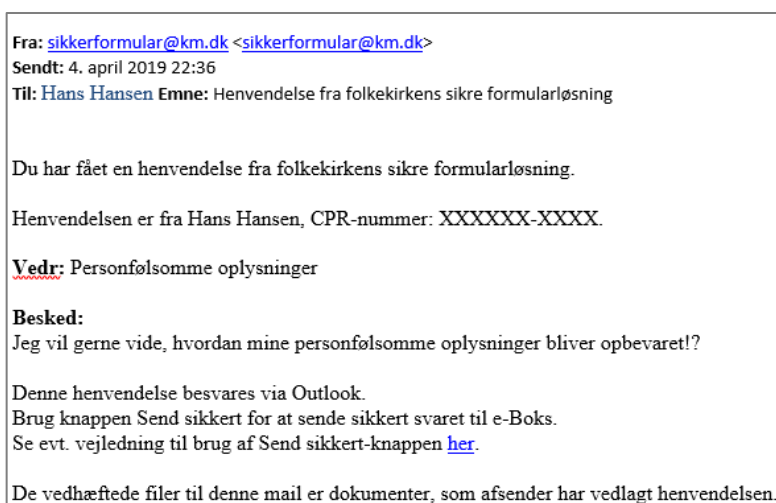 Fra: sikkerformular@km.dk <sikkerformular@km.dk>
Sendt: 4. april 2019 22:36
Til: Hans Hansen Emne: Henvendelse fra folkekirkens sikre formularløsning
Du har fået en henvendelse fra folkekirkens sikre formularløsning.
Henvendelsen er fra Hans Hansen, CPR-nummer: XXXXXX-XXXX.
Vedr: Personfølsomme oplysninger
Besked:
Jeg vil gerne vide, hvordan mine personfølsomme oplysninger bliver opbevaret!?
Denne henvendelse besvares via Outlook.
Brug knappen Send sikkert for at sende sikkert svaret til e-Boks.
Se evt. vejledning til brug af Send sikkert-knappen her.
De vedhæftede filer til denne mail er dokumenter, som afsender har vedlagt henvendelsen.